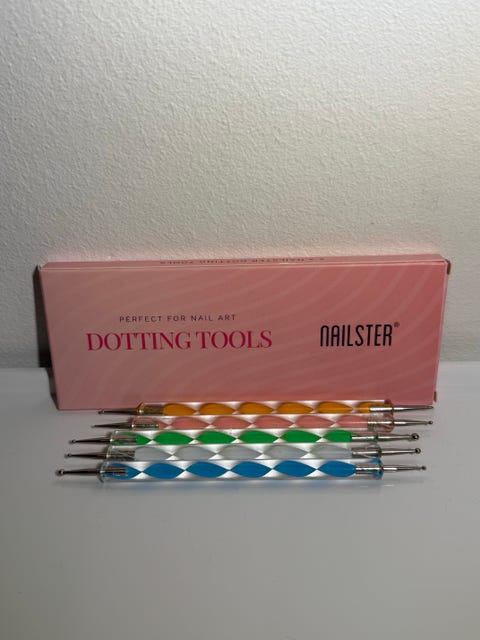 PERFECT FOR NAIL ART
DOTTING TOOLS
NAILSTER®